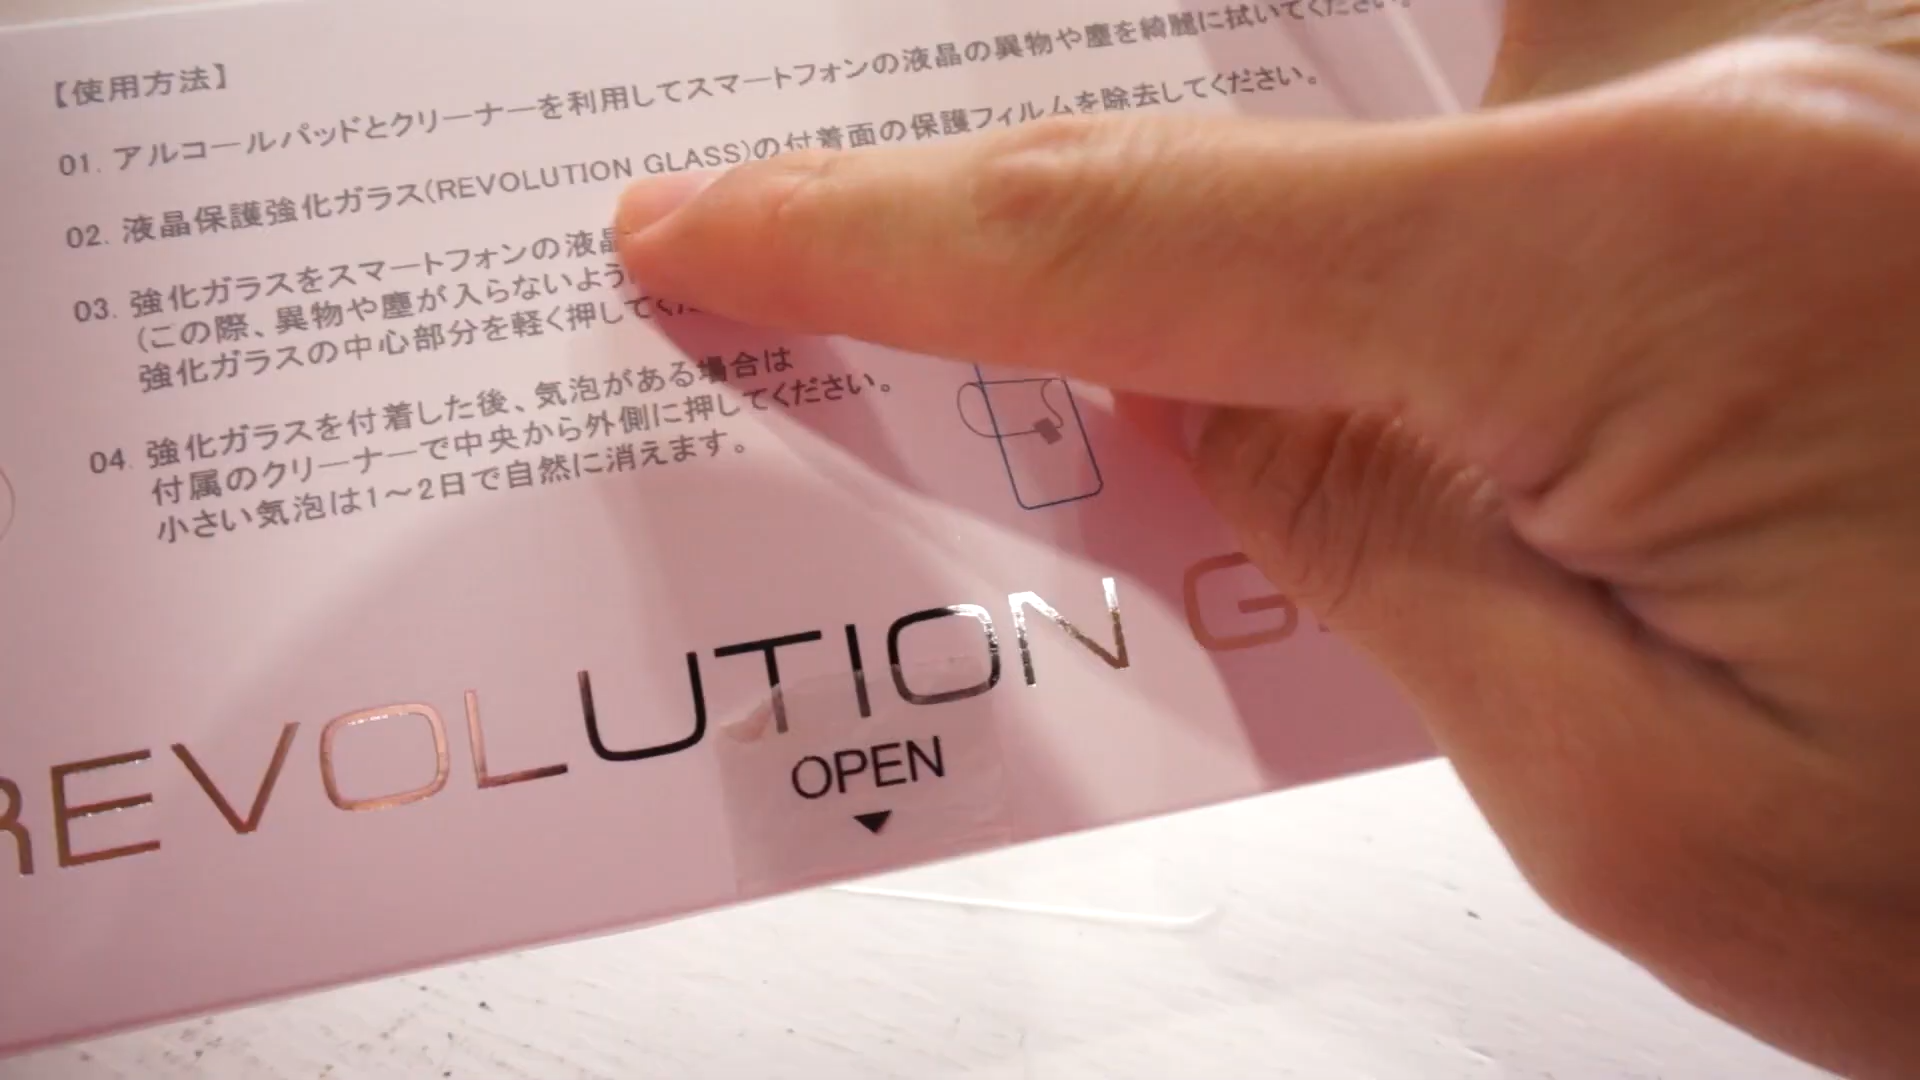 【使用方法】
01. アルコールパッドとクリーナーを利用してスマートフォンの液晶の異物や塵を綺麗に拭いてください。
02. 液晶保護強化ガラス(REVOLUTION GLASS)の付着面の保護フィルムを除去してください。
03. 強化ガラスをスマートフォンの液晶
(この際、異物や塵が入らないよう
強化ガラスの中心部分を軽く押してくだ
04. 強化ガラスを付着した後、気泡がある場合は
付属のクリーナーで中央から外側に押してください。
小さい気泡は1～2日で自然に消えます。
REVOLUTION G
OPEN